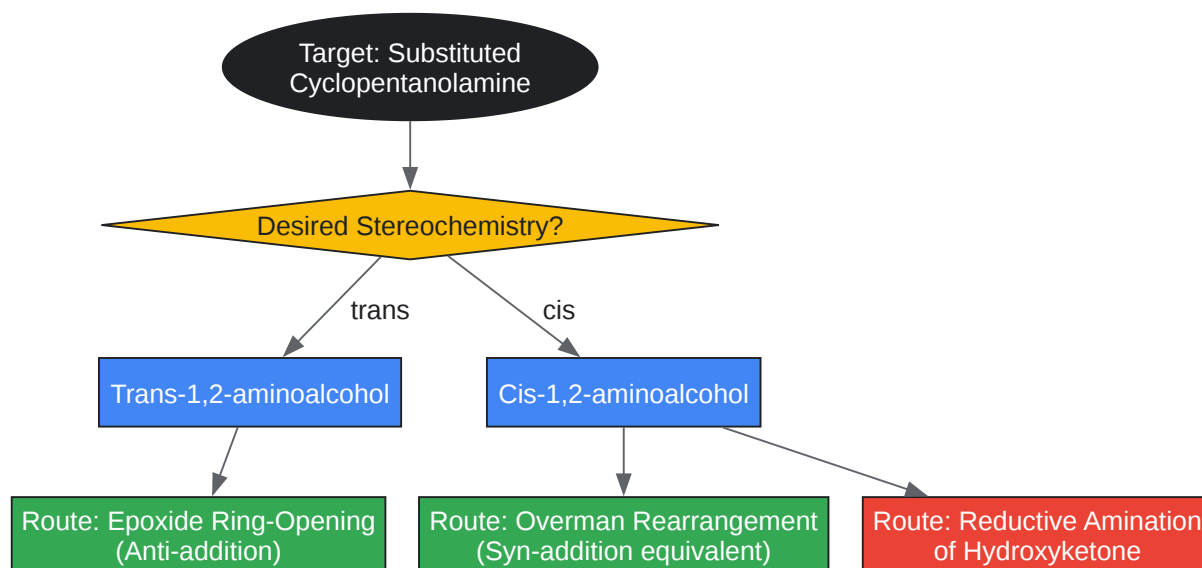 Target: Substituted
Cyclopentanolamine
Desired Stereochemistry?
trans
cis
Trans-1,2-aminoalcohol
Cis-1,2-aminoalcohol
Route: Epoxide Ring-Opening
(Anti-addition)
Route: Overman Rearrangement
(Syn-addition equivalent)
Route: Reductive Amination
of Hydroxyketone